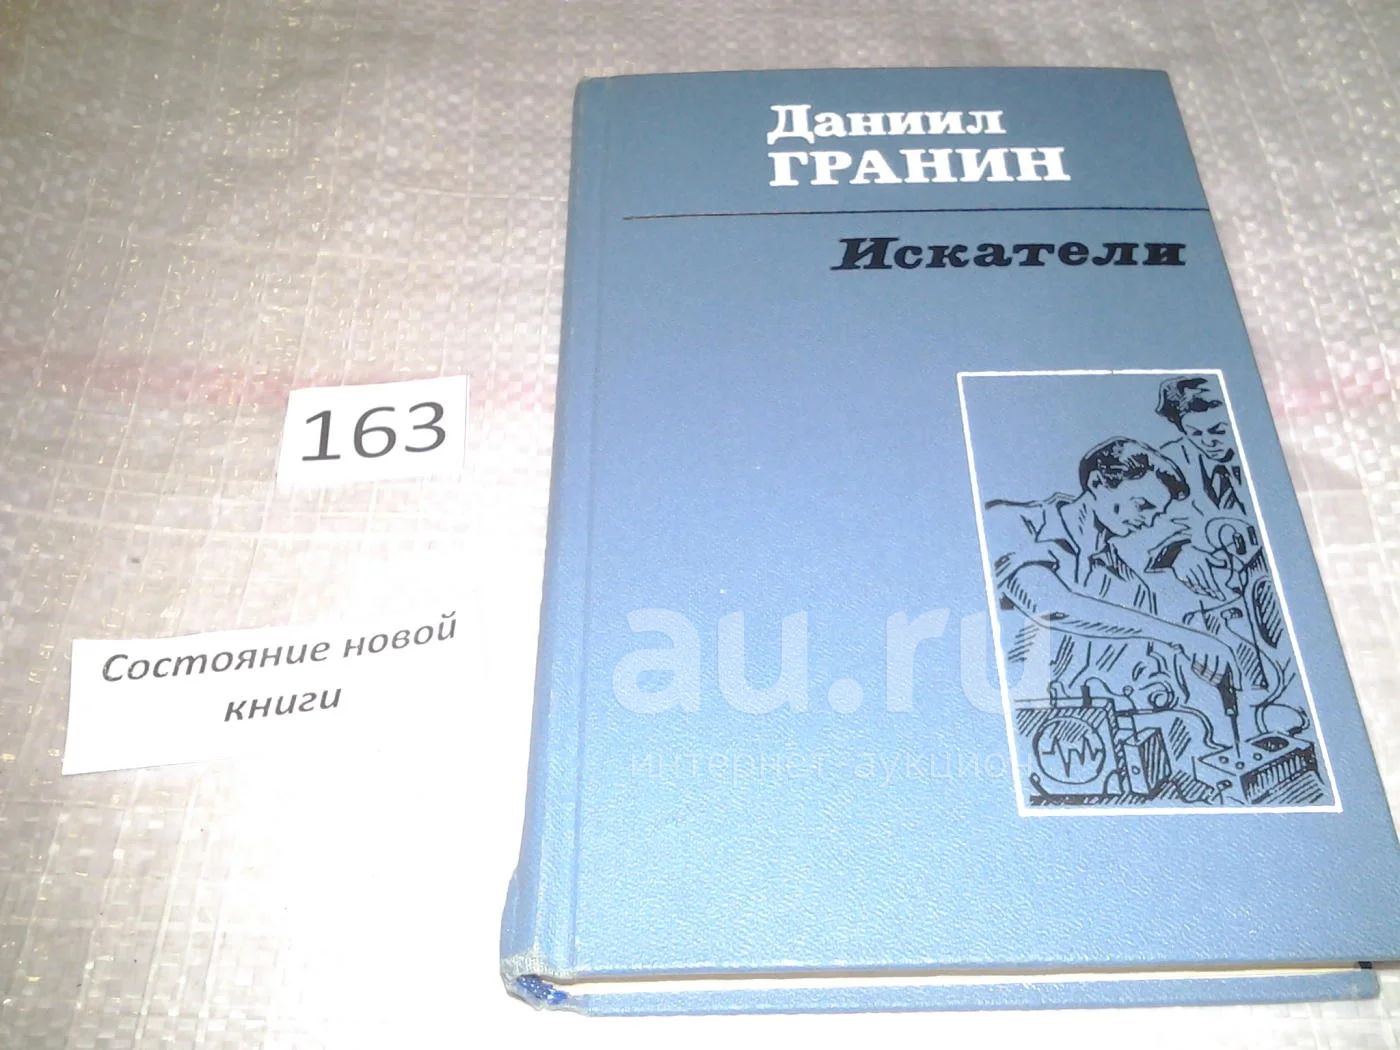 Даниил
ГРАНИН
Искатели
163
Состояние новой
книги
au.ru
интернет аукцион